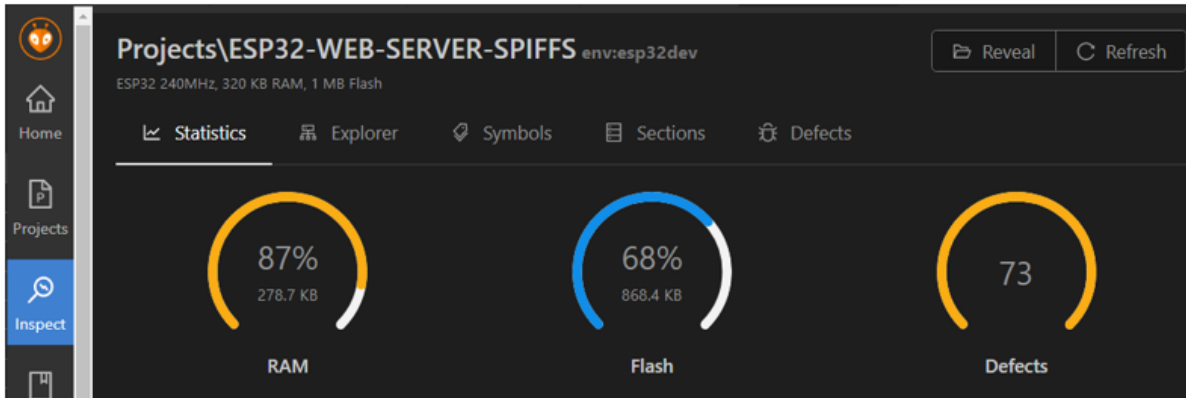 Projects\ESP32-WEB-SERVER-SPIFFS env:esp32dev
Reveal
Refresh
ESP32 240MHz, 320 KB RAM, 1 MB Flash
Home
Statistics
Explorer
Symbols
Sections
Defects
Projects
Inspect
87%
278.7 KB
RAM
68%
868.4 KB
Flash
73
Defects